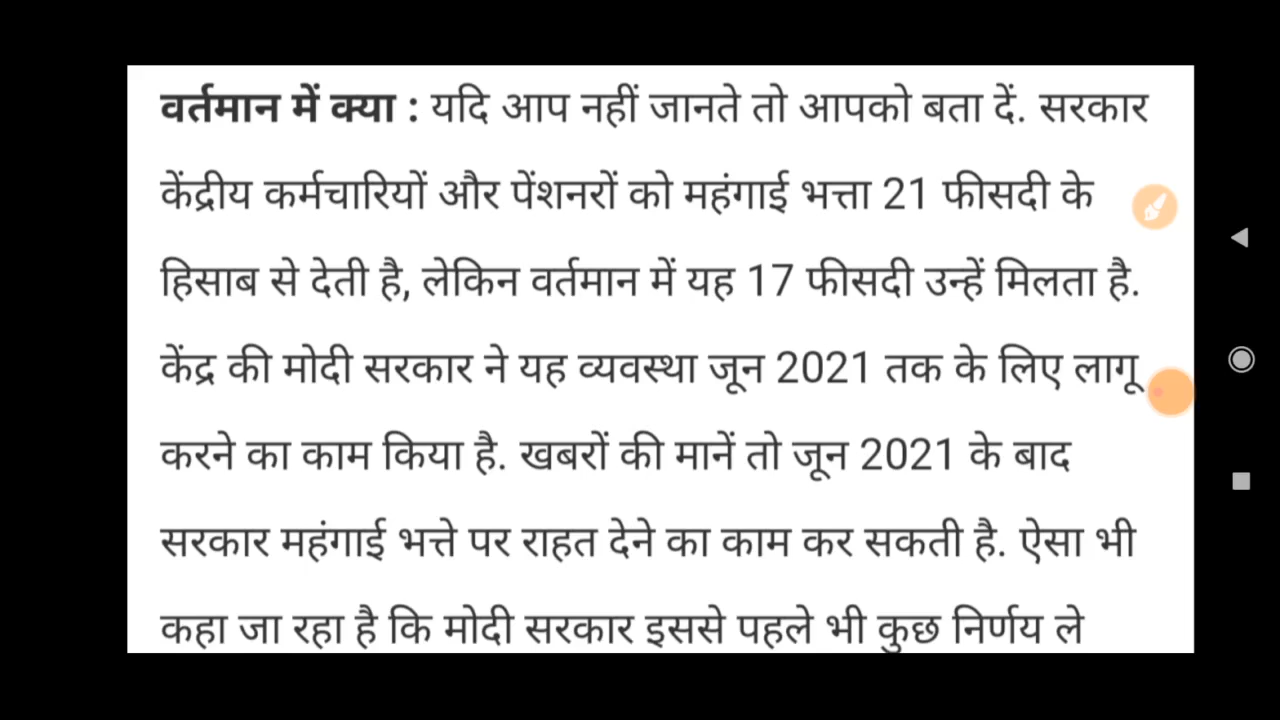 वर्तमान में क्या : यदि आप नहीं जानते तो आपको बता दें. सरकार
केंद्रीय कर्मचारियों और पेंशनरों को महंगाई भत्ता 21 फीसदी के
हिसाब से देती है, लेकिन वर्तमान में यह 17 फीसदी उन्हें मिलता है.
केंद्र की मोदी सरकार ने यह व्यवस्था जून 2021 तक के लिए लागू
करने का काम किया है. खबरों की मानें तो जून 2021 के बाद
सरकार महंगाई भत्ते पर राहत देने का काम कर सकती है. ऐसा भी
कहा जा रहा है कि मोदी सरकार इससे पहले भी कुछ निर्णय ले